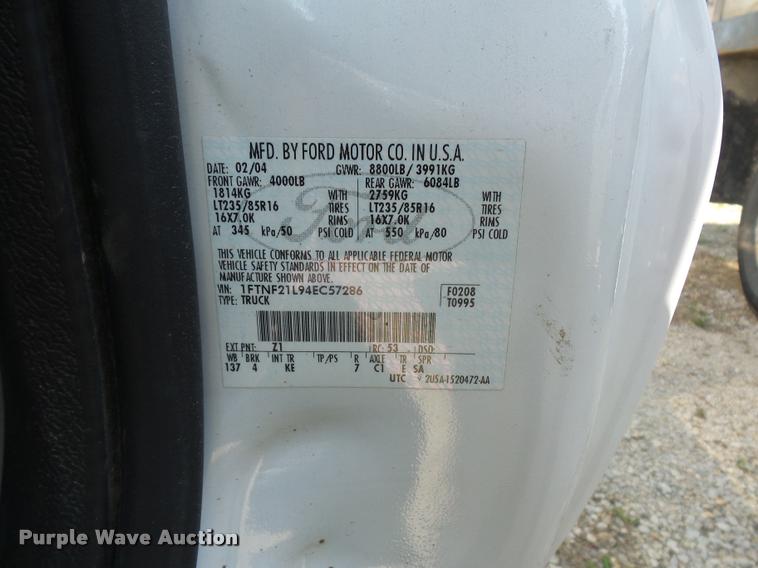 MFD. BY FORD MOTOR CO. IN U.S.A.
DATE: 02/04 GVWR: 8800LB/ 3991KG
FRONT GAWR: 4000LB REAR GAWR: 6084LB
1814KG WITH 2759KG WITH
LT235/85R16 TIRES LT235/85R16 TIRES
16X7.0K RIMS 16X7.0K RIMS
AT 345 kPa/50 PSI COLD AT 550 kPa/80 PSI COLD
Ford
THIS VEHICLE CONFORMS TO ALL APPLICABLE FEDERAL MOTOR
VEHICLE SAFETY STANDARDS IN EFFECT ON THE DATE OF
MANUFACTURE SHOWN ABOVE.
VIN: 1FTNF21L94EC57286 F0208
TYPE: TRUCK T0995
EXT PNT: Z1 RC: 53 DSO:
WB BRK INT TR TP/PS R AXLE TR SPR
137 4 KE 7 C1 E SA
UTC 2USA-1520472-AA
Purple Wave Auction